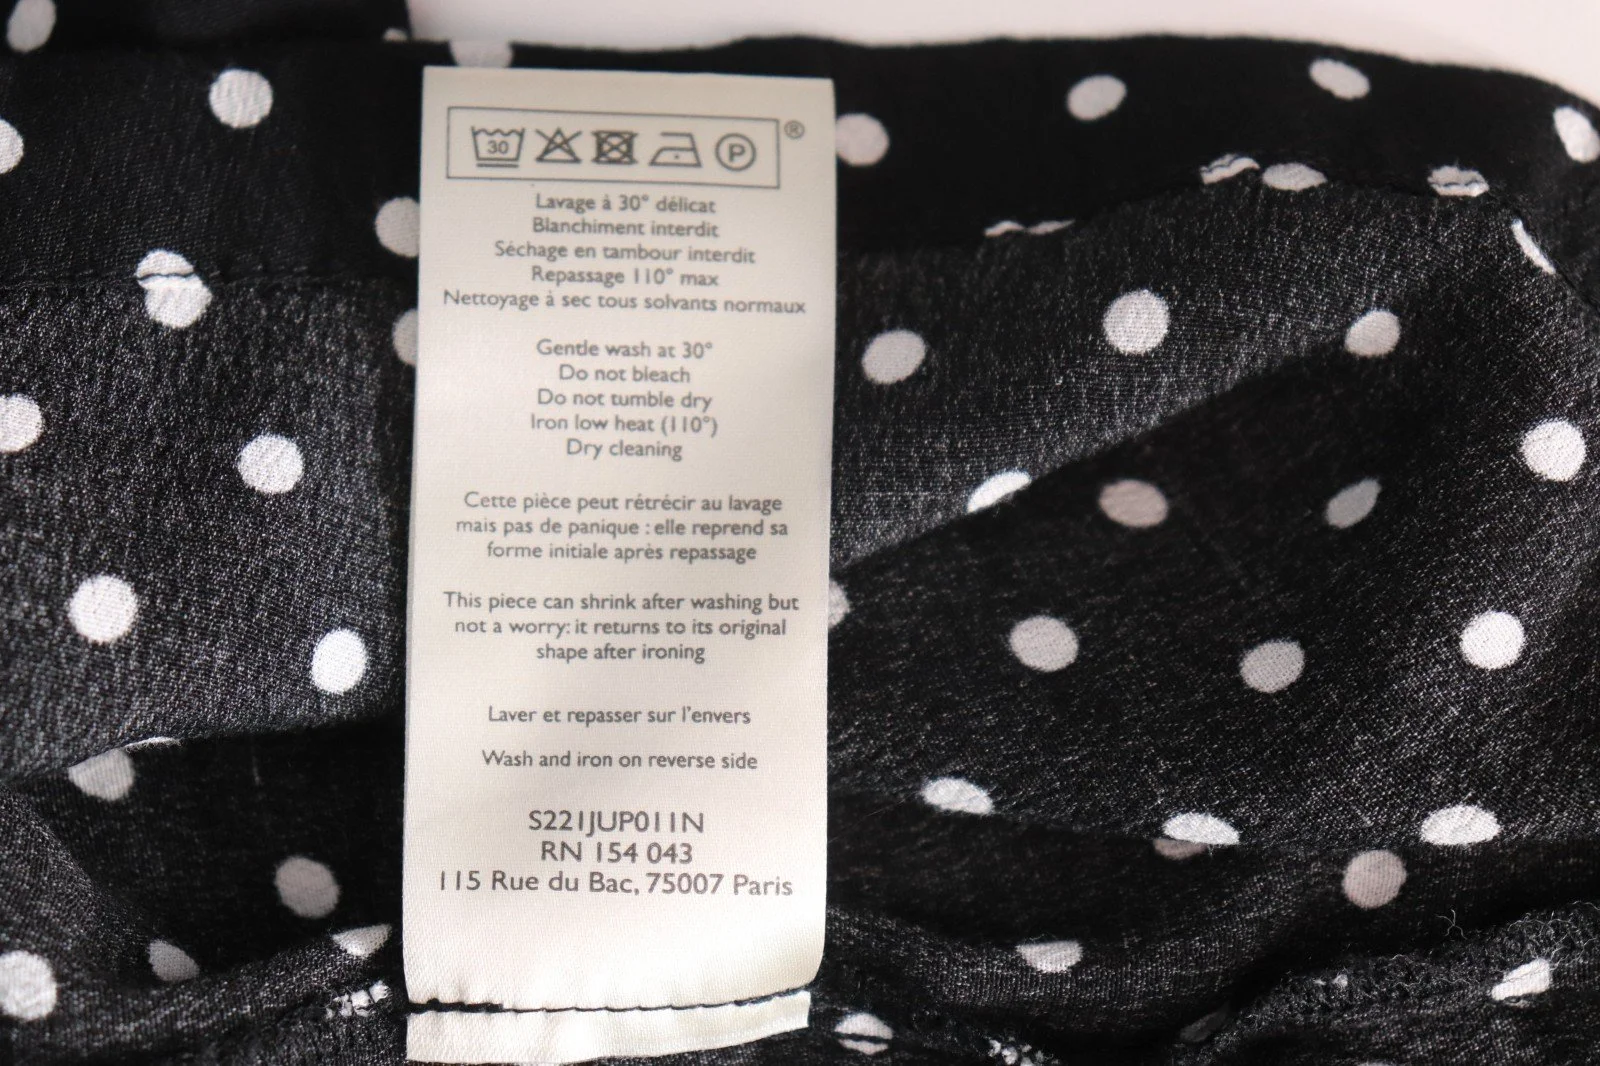 30 P ®
Lavage à 30° délicat
Blanchiment interdit
Séchage en tambour interdit
Repassage 110° max
Nettoyage à sec tous solvants normaux
Gentle wash at 30°
Do not bleach
Do not tumble dry
Iron low heat (110°)
Dry cleaning
Cette pièce peut rétrécir au lavage
mais pas de panique : elle reprend sa
forme initiale après repassage
This piece can shrink after washing but
not a worry: it returns to its original
shape after ironing
Laver et repasser sur l'envers
Wash and iron on reverse side
S221JUP011N
RN 154 043
115 Rue du Bac, 75007 Paris